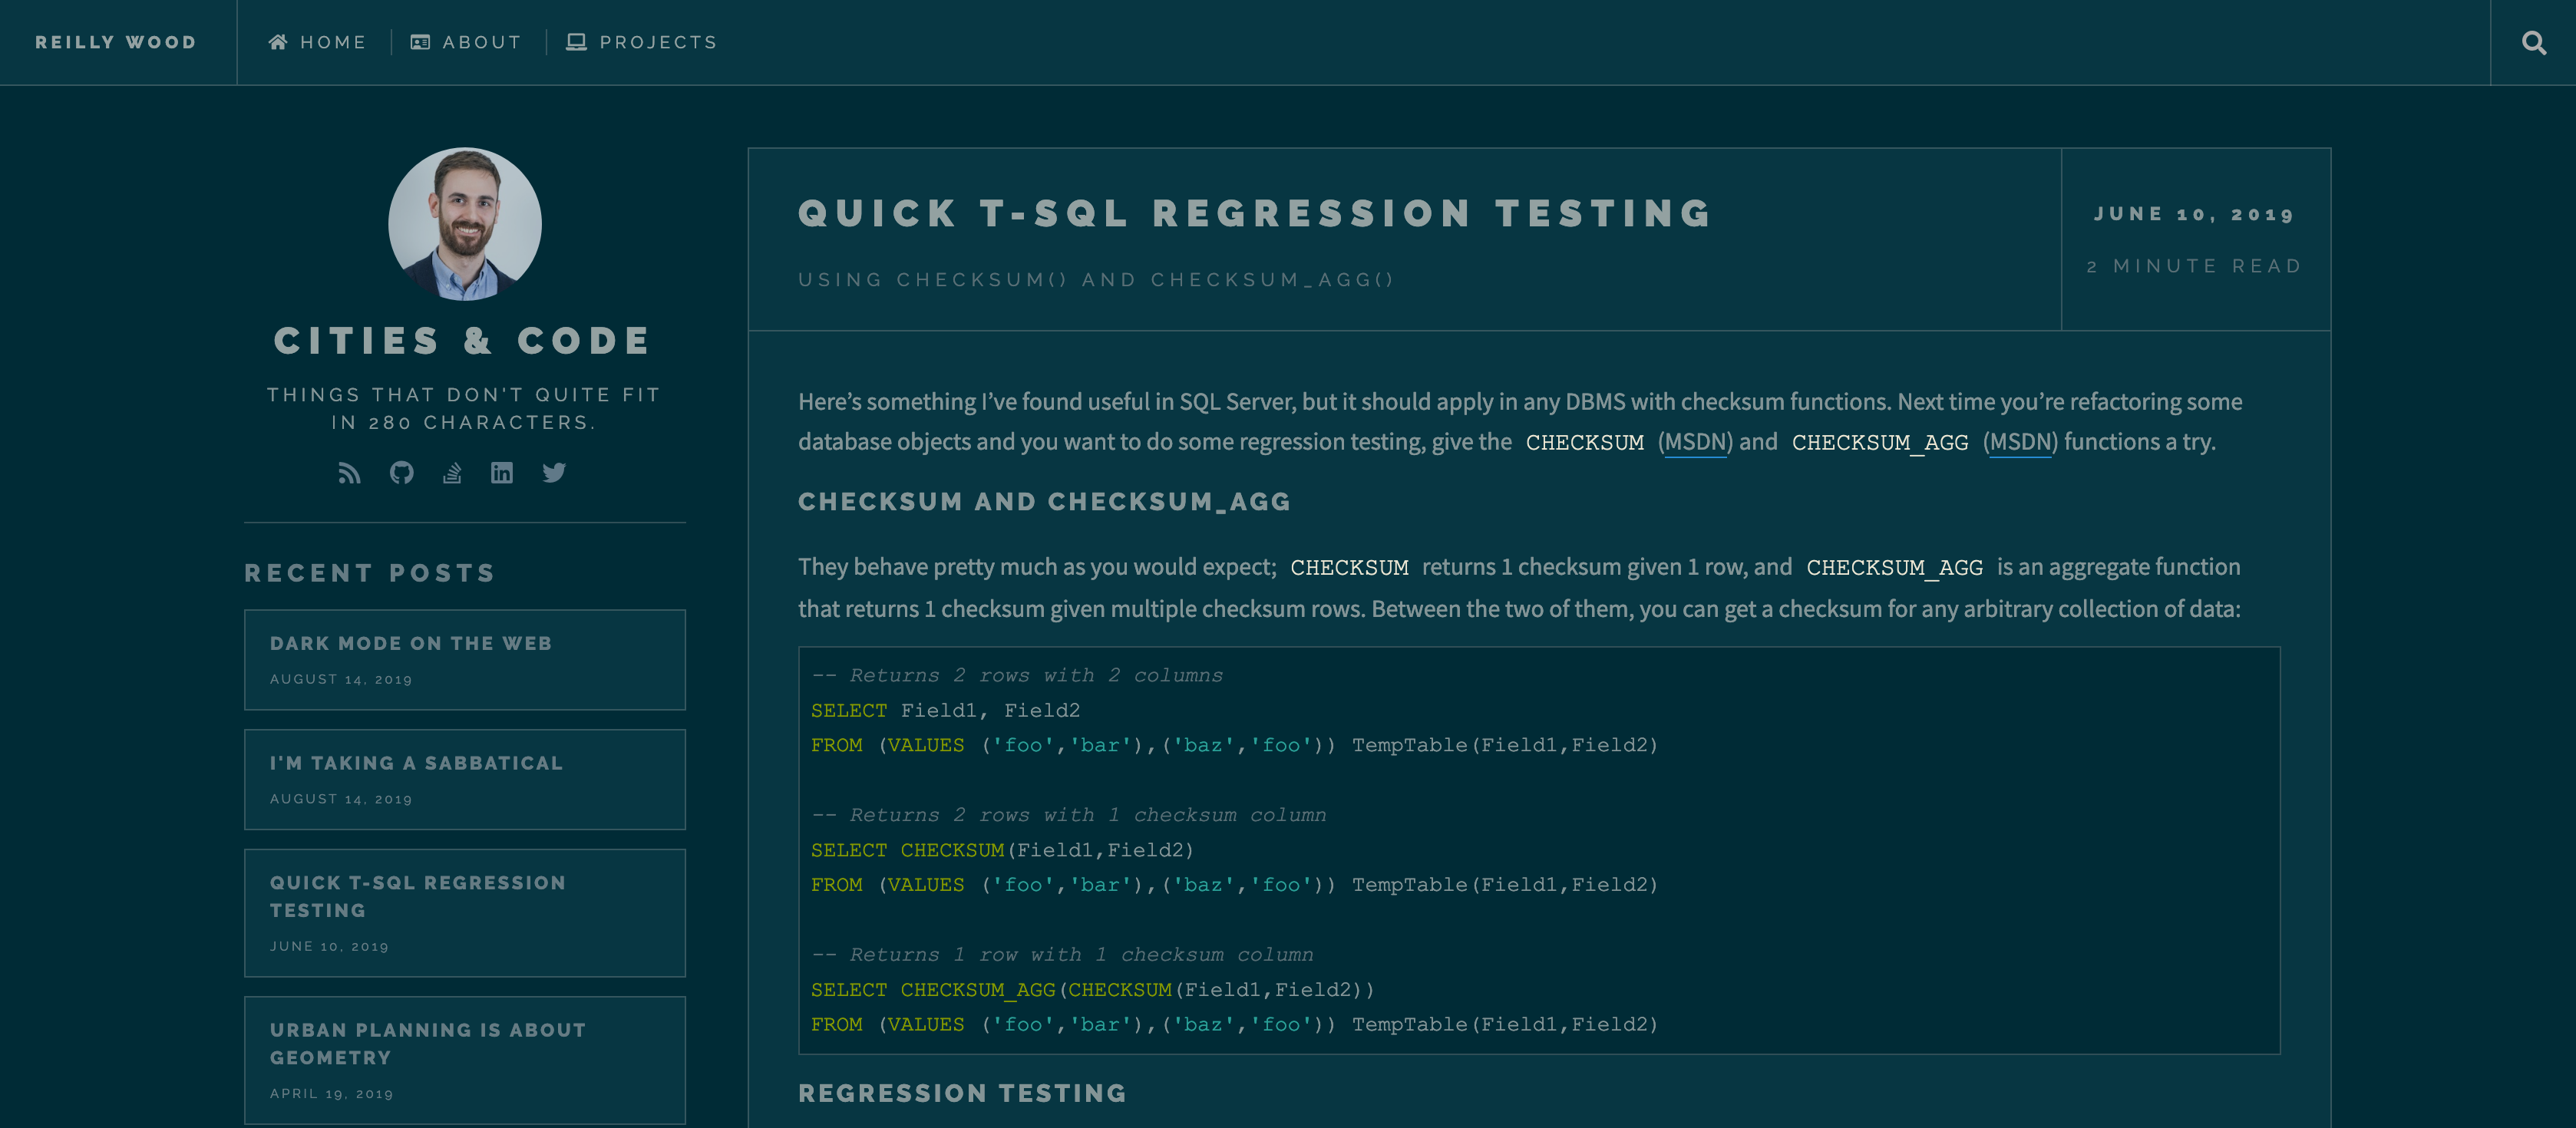 REILLY WOOD
HOME
ABOUT
PROJECTS
CITIES & CODE
THINGS THAT DON'T QUITE FIT
IN 280 CHARACTERS.
RECENT POSTS
DARK MODE ON THE WEB
AUGUST 14, 2019
I'M TAKING A SABBATICAL
AUGUST 14, 2019
QUICK T-SQL REGRESSION
TESTING
JUNE 10, 2019
URBAN PLANNING IS ABOUT
GEOMETRY
APRIL 19, 2019
QUICK T-SQL REGRESSION TESTING
USING CHECKSUM() AND CHECKSUM_AGG()
JUNE 10, 2019
2 MINUTE READ
Here’s something I’ve found useful in SQL Server, but it should apply in any DBMS with checksum functions. Next time you’re refactoring some
database objects and you want to do some regression testing, give the CHECKSUM (MSDN) and CHECKSUM_AGG (MSDN) functions a try.
CHECKSUM AND CHECKSUM_AGG
They behave pretty much as you would expect; CHECKSUM returns 1 checksum given 1 row, and CHECKSUM_AGG is an aggregate function
that returns 1 checksum given multiple checksum rows. Between the two of them, you can get a checksum for any arbitrary collection of data:
-- Returns 2 rows with 2 columns
SELECT Field1, Field2
FROM (VALUES ('foo','bar'),('baz','foo')) TempTable(Field1,Field2)
-- Returns 2 rows with 1 checksum column
SELECT CHECKSUM(Field1,Field2)
FROM (VALUES ('foo','bar'),('baz','foo')) TempTable(Field1,Field2)
-- Returns 1 row with 1 checksum column
SELECT CHECKSUM_AGG(CHECKSUM(Field1,Field2))
FROM (VALUES ('foo','bar'),('baz','foo')) TempTable(Field1,Field2)
REGRESSION TESTING